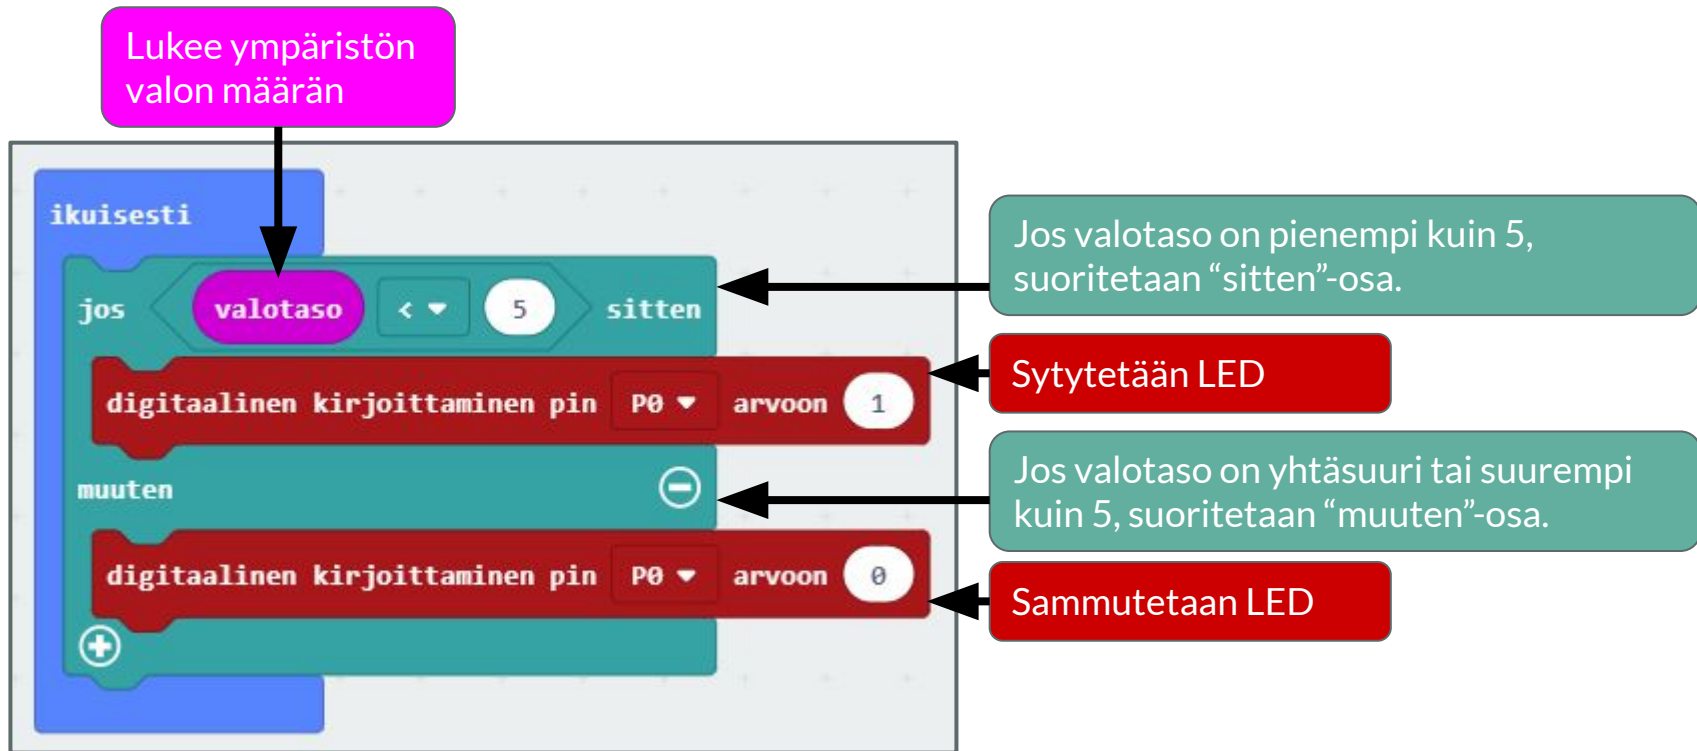 Lukee ympäristön
valon määrän
ikuisesti
jos valotaso < 5 sitten
Jos valotaso on pienempi kuin 5,
suoritetaan “sitten”-osa.
digitaalinen kirjoittaminen pin P0 arvoon 1
Sytytetään LED
muuten
Jos valotaso on yhtäsuuri tai suurempi
kuin 5, suoritetaan “muuten”-osa.
digitaalinen kirjoittaminen pin P0 arvoon 0
Sammutetaan LED